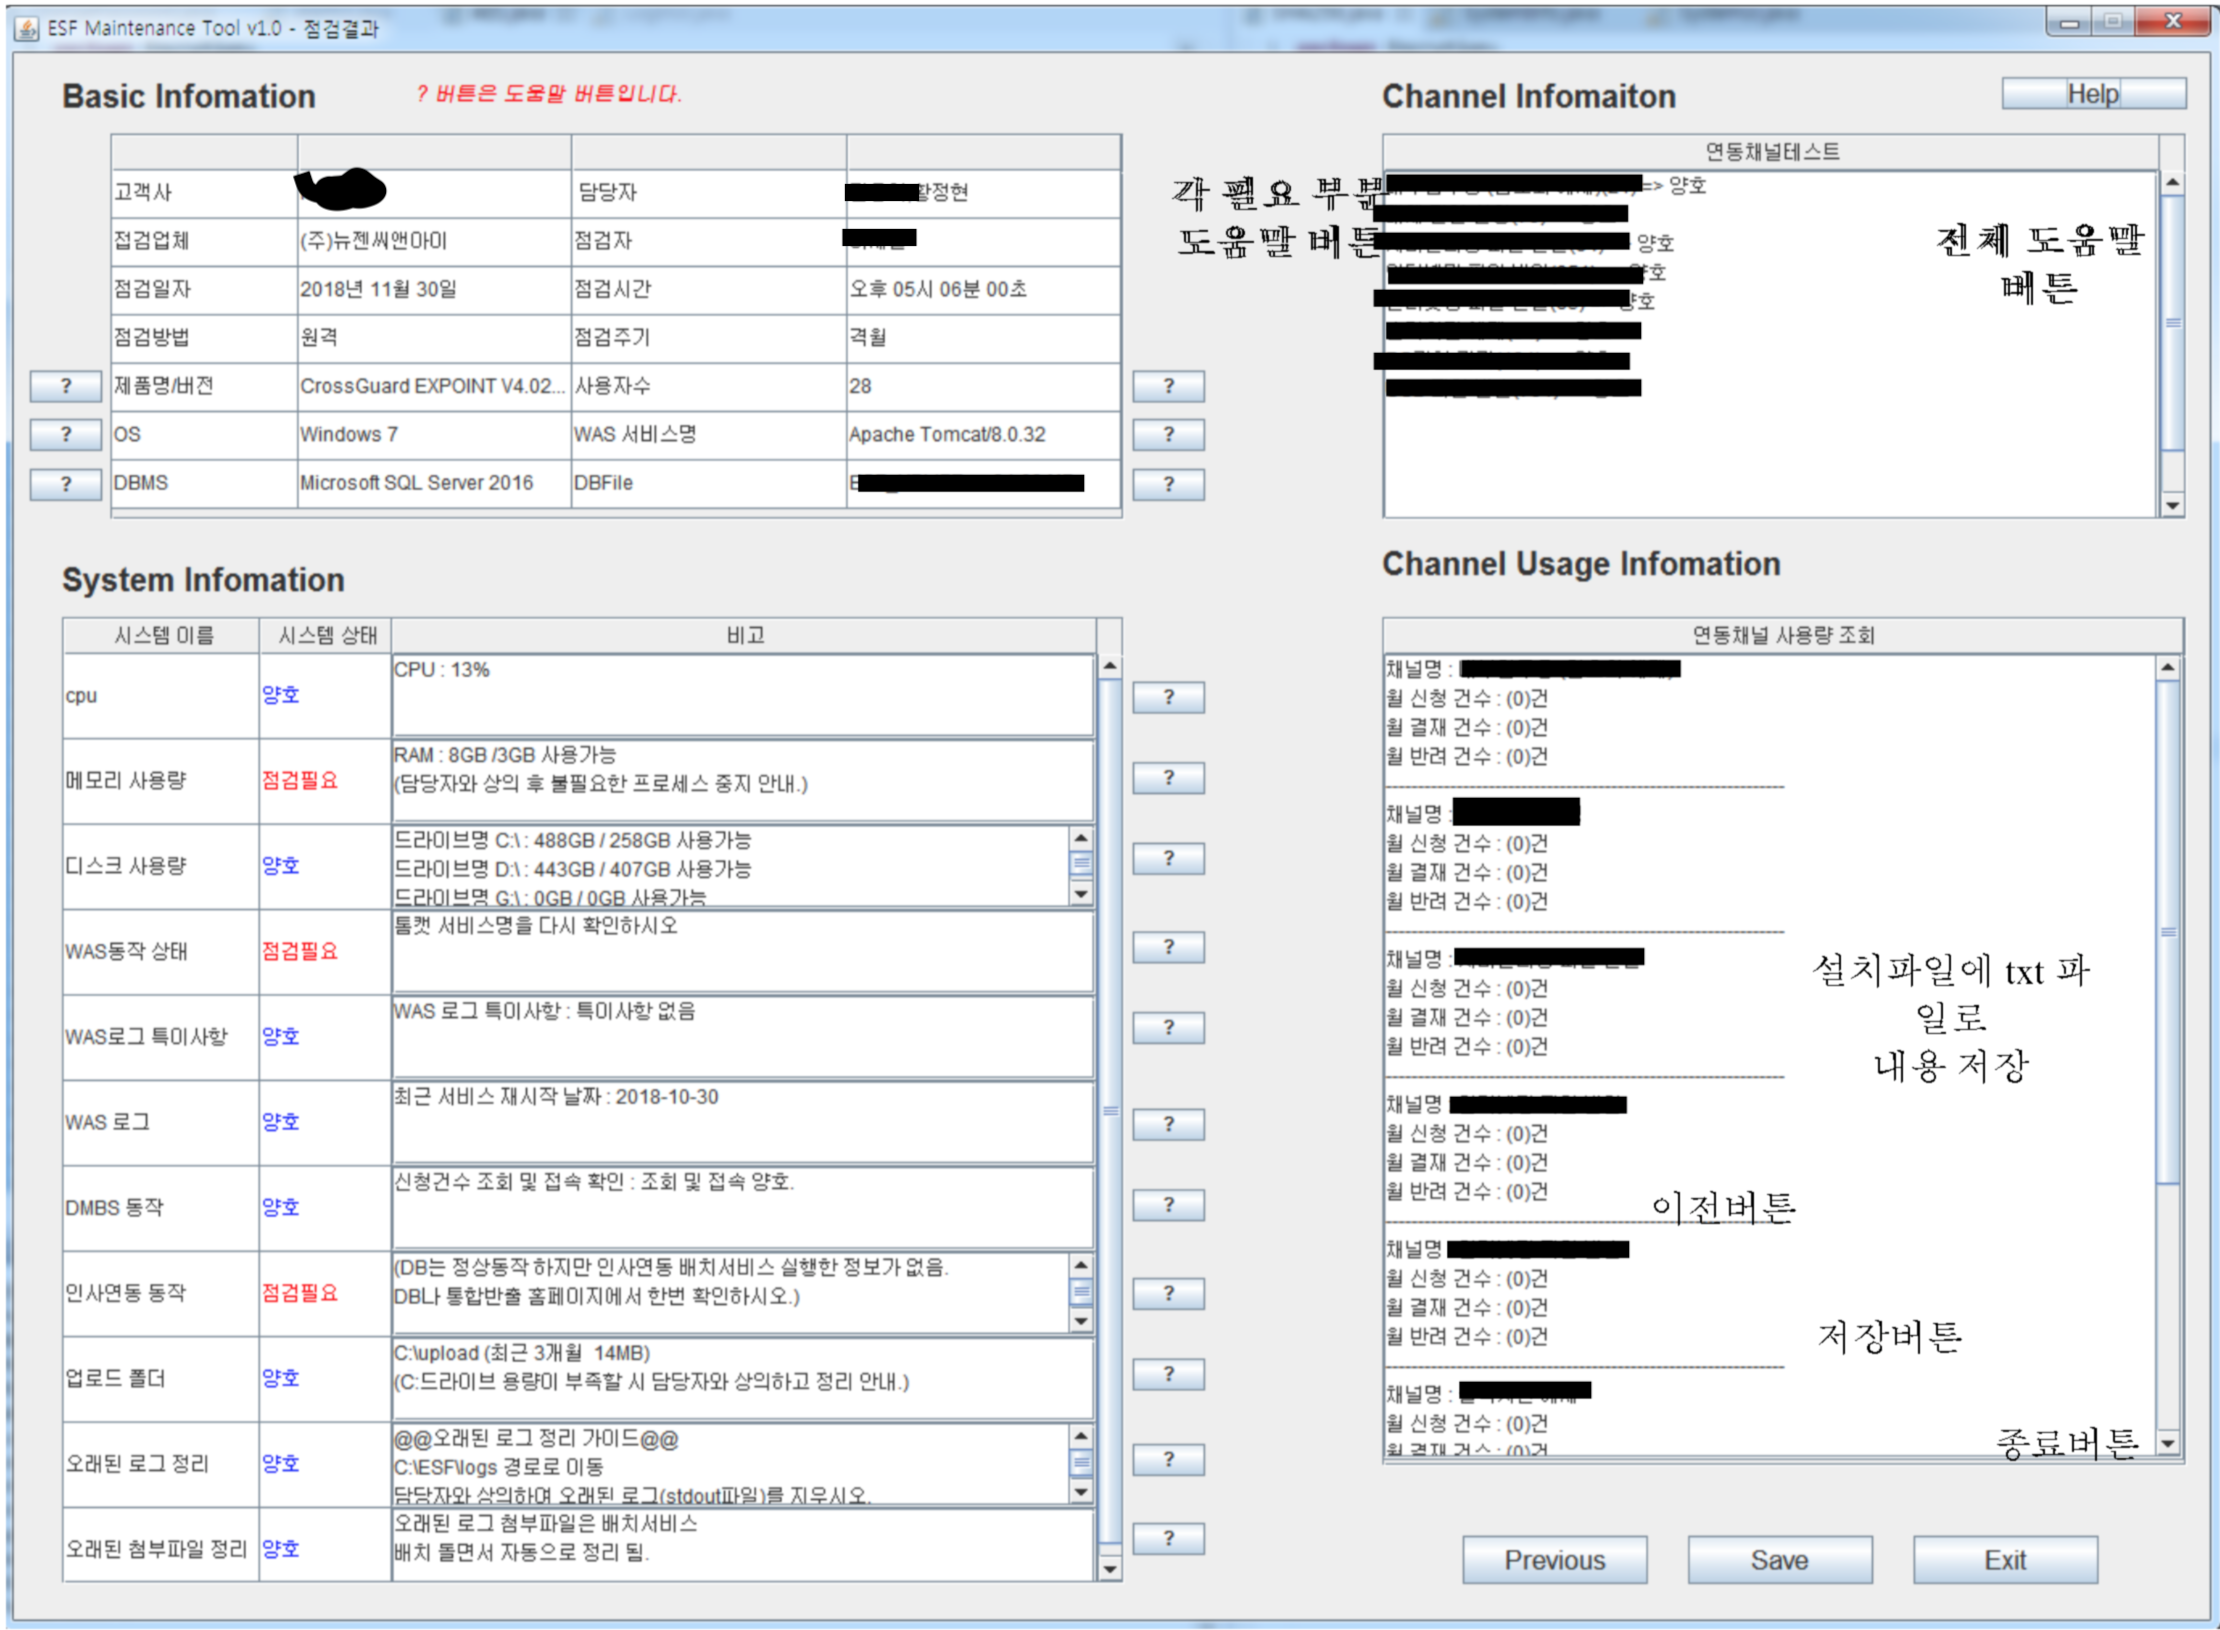 ESF Maintenance Tool v1.0 - 점검결과
Basic Infomation
? 버튼은 도움말 버튼입니다.
고객사 담당자 황정현
접검업체 (주)뉴젠씨앤아이 점검자
점검일자 2018년 11월 30일 점검시간 오후 05시 06분 00초
점검방법 원격 점검주기 격월
? 제품명/버전 CrossGuard EXPOINT V4.02... 사용자수 28 ?
? OS Windows 7 WAS 서비스명 Apache Tomcat/8.0.32 ?
? DBMS Microsoft SQL Server 2016 DBFile ?
각 필요 부분
도움말 버튼
Channel Infomaiton
Help
연동채널테스트
=> 양호
양호
양호
양호
전체 도움말
버튼
System Infomation
시스템 이름 시스템 상태 비고
cpu 양호 CPU : 13% ?
메모리 사용량 점검필요 RAM : 8GB /3GB 사용가능 ?
(담당자와 상의 후 불필요한 프로세스 중지 안내.)
디스크 사용량 양호 드라이브명 C:\ : 488GB / 258GB 사용가능 ?
드라이브명 D:\ : 443GB / 407GB 사용가능
드라이브명 G:\ : 0GB / 0GB 사용가능
WAS동작 상태 점검필요 톰캣 서비스명을 다시 확인하시오 ?
WAS로그 특이사항 양호 WAS 로그 특이사항 : 특이사항 없음 ?
WAS 로그 양호 최근 서비스 재시작 날짜 : 2018-10-30 ?
DMBS 동작 양호 신청건수 조회 및 접속 확인 : 조회 및 접속 양호. ?
인사연동 동작 점검필요 (DB는 정상동작 하지만 인사연동 배치서비스 실행한 정보가 없음. ?
DB나 통합반출 홈페이지에서 한번 확인하시오.)
업로드 폴더 양호 C:\upload (최근 3개월 14MB) ?
(C:드라이브 용량이 부족할 시 담당자와 상의하고 정리 안내.)
오래된 로그 정리 양호 @@오래된 로그 정리 가이드@@ ?
C:\ESF\logs 경로로 이동
담당자와 상의하여 오래된 로그(stdout파일)를 지우시오.
오래된 첨부파일 정리 양호 오래된 로그 첨부파일은 배치서비스 ?
배치 돌면서 자동으로 정리 됨.
Channel Usage Infomation
연동채널 사용량 조회
채널명 :
월 신청 건수 : (0)건
월 결재 건수 : (0)건
월 반려 건수 : (0)건
채널명 :
월 신청 건수 : (0)건
월 결재 건수 : (0)건
월 반려 건수 : (0)건
채널명 :
월 신청 건수 : (0)건
월 결재 건수 : (0)건
월 반려 건수 : (0)건
채널명
월 신청 건수 : (0)건
월 결재 건수 : (0)건
월 반려 건수 : (0)건
채널명
월 신청 건수 : (0)건
월 결재 건수 : (0)건
월 반려 건수 : (0)건
채널명 :
월 신청 건수 : (0)건
월 결재 건수 : (0)건
설치파일에 txt 파
일로
내용 저장
이전버튼
저장버튼
종료버튼
Previous Save Exit